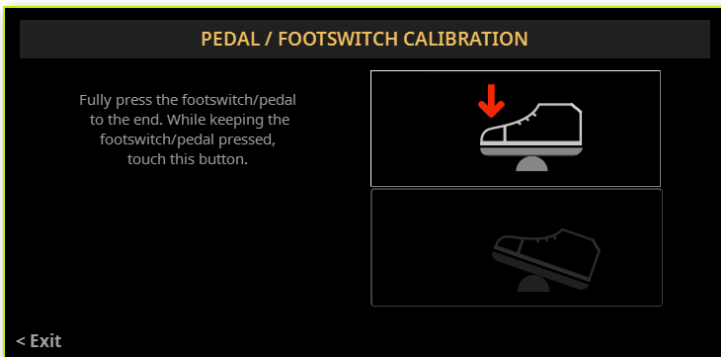 PEDAL / FOOTSWITCH CALIBRATION
Fully press the footswitch/pedal
to the end. While keeping the
footswitch/pedal pressed,
touch this button.
< Exit